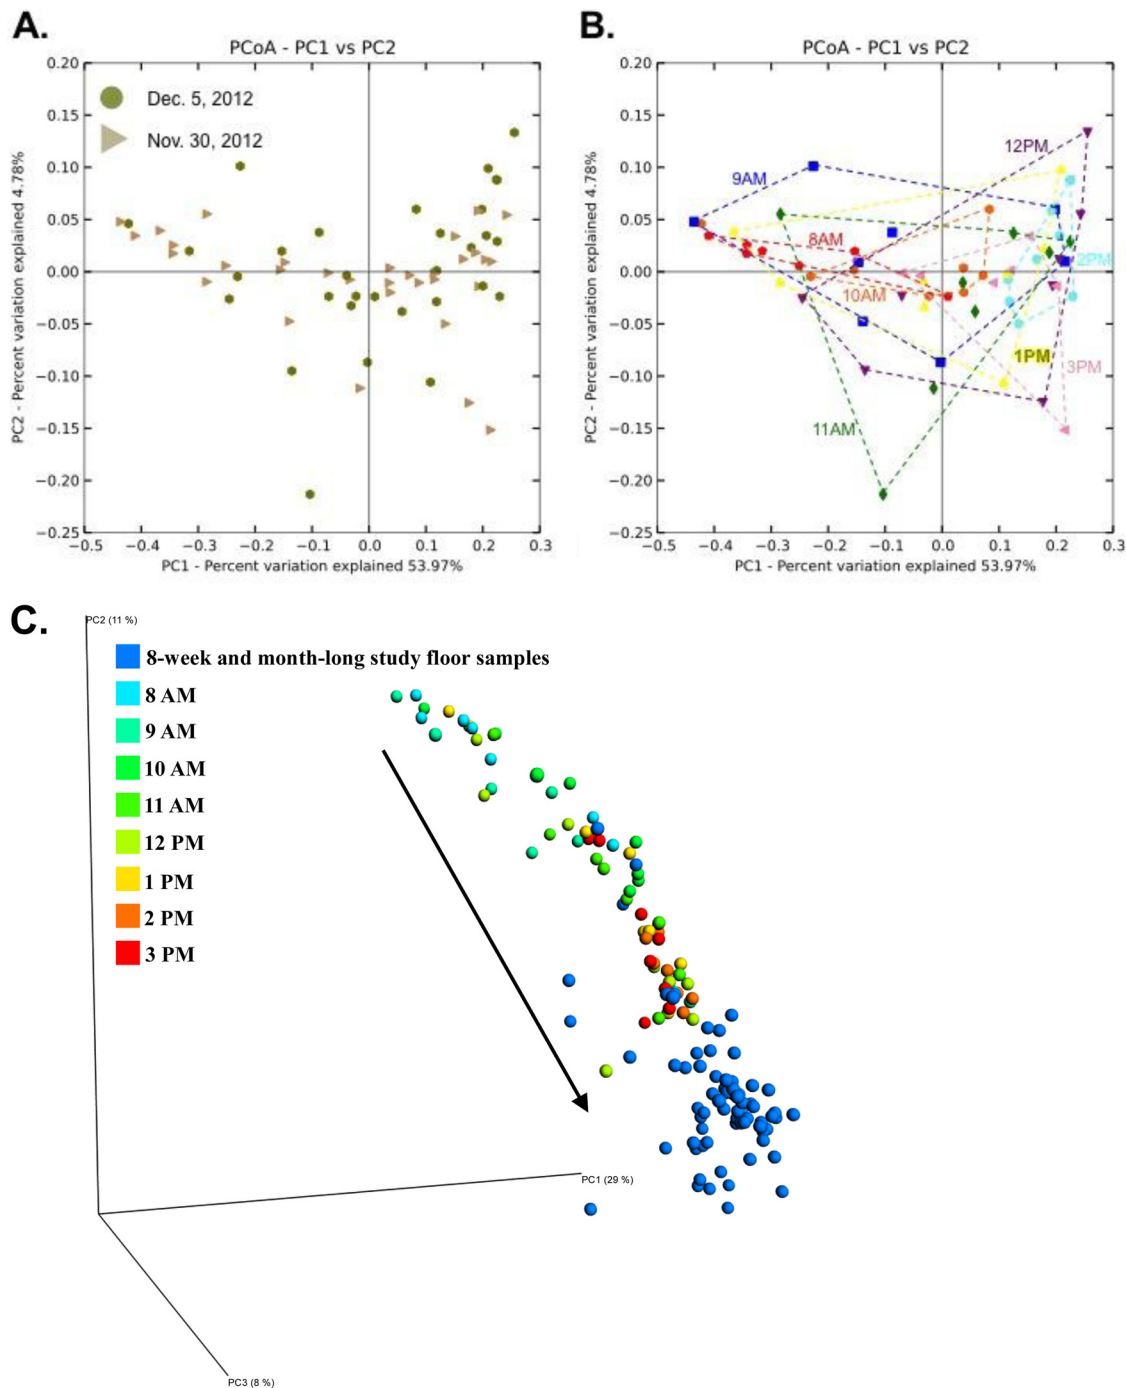 A.
PCoA - PC1 vs PC2
0.20
0.15
0.10
0.05
0.00
−0.05
−0.10
−0.15
−0.20
−0.25
PC2 - Percent variation explained 4.78%
Dec. 5, 2012
Nov. 30, 2012
−0.5 −0.4 −0.3 −0.2 −0.1 0.0 0.1 0.2 0.3
PC1 - Percent variation explained 53.97%
B.
PCoA - PC1 vs PC2
0.20
0.15
0.10
0.05
0.00
−0.05
−0.10
−0.15
−0.20
−0.25
PC2 - Percent variation explained 4.78%
12PM
9AM
8AM
2PM
10AM
1PM
3PM
11AM
−0.5 −0.4 −0.3 −0.2 −0.1 0.0 0.1 0.2 0.3
PC1 - Percent variation explained 53.97%
C.
PC2 (11 %)
8-week and month-long study floor samples
8 AM
9 AM
10 AM
11 AM
12 PM
1 PM
2 PM
3 PM
PC1 (29 %)
PC3 (8 %)